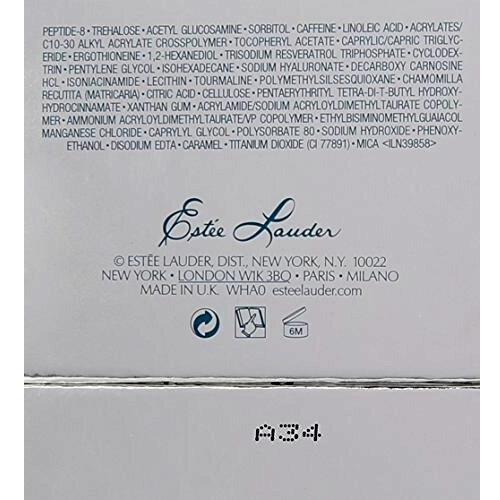 PEPTIDE-8 • TREHALOSE • ACETYL GLUCOSAMINE • SORBITOL • CAFFEINE • LINOLEIC ACID • ACRYLATES/
C10-30 ALKYL ACRYLATE CROSSPOLYMER • TOCOPHERYL ACETATE • CAPRYLIC/CAPRIC TRIGLYC-
ERIDE • ERGOTHIONEINE • 1,2-HEXANEDIOL • TRISODIUM RESVERATROL TRIPHOSPHATE • CYCLODEX-
TRIN • PENTYLENE GLYCOL • ISOHEXADECANE • SODIUM HYALURONATE • DECARBOXY CARNOSINE
HCL • ISONIACINAMIDE • LECITHIN • TOURMALINE • POLYMETHYLSILSESQUIOXANE • CHAMOMILLA
RECUTITA (MATRICARIA) • CITRIC ACID • CELLULOSE • PENTAERYTHRITYL TETRA-DI-T-BUTYL HYDROXY-
HYDROCINNAMATE • XANTHAN GUM • ACRYLAMIDE/SODIUM ACRYLOYLDIMETHYLTAURATE COPOLY-
MER • AMMONIUM ACRYLOYLDIMETHYLTAURATE/VP COPOLYMER • ETHYLBISIMINOMETHYLGUAIACOL
MANGANESE CHLORIDE • CAPRYLYL GLYCOL • POLYSORBATE 80 • SODIUM HYDROXIDE • PHENOXY-
ETHANOL • DISODIUM EDTA • CARAMEL • TITANIUM DIOXIDE (CI 77891) • MICA <ILN39858>
Estée Lauder
© ESTÉE LAUDER, DIST., NEW YORK, N.Y. 10022
NEW YORK • LONDON W1K 3BQ • PARIS • MILANO
MADE IN U.K. WHA0 esteelauder.com
6M
A34